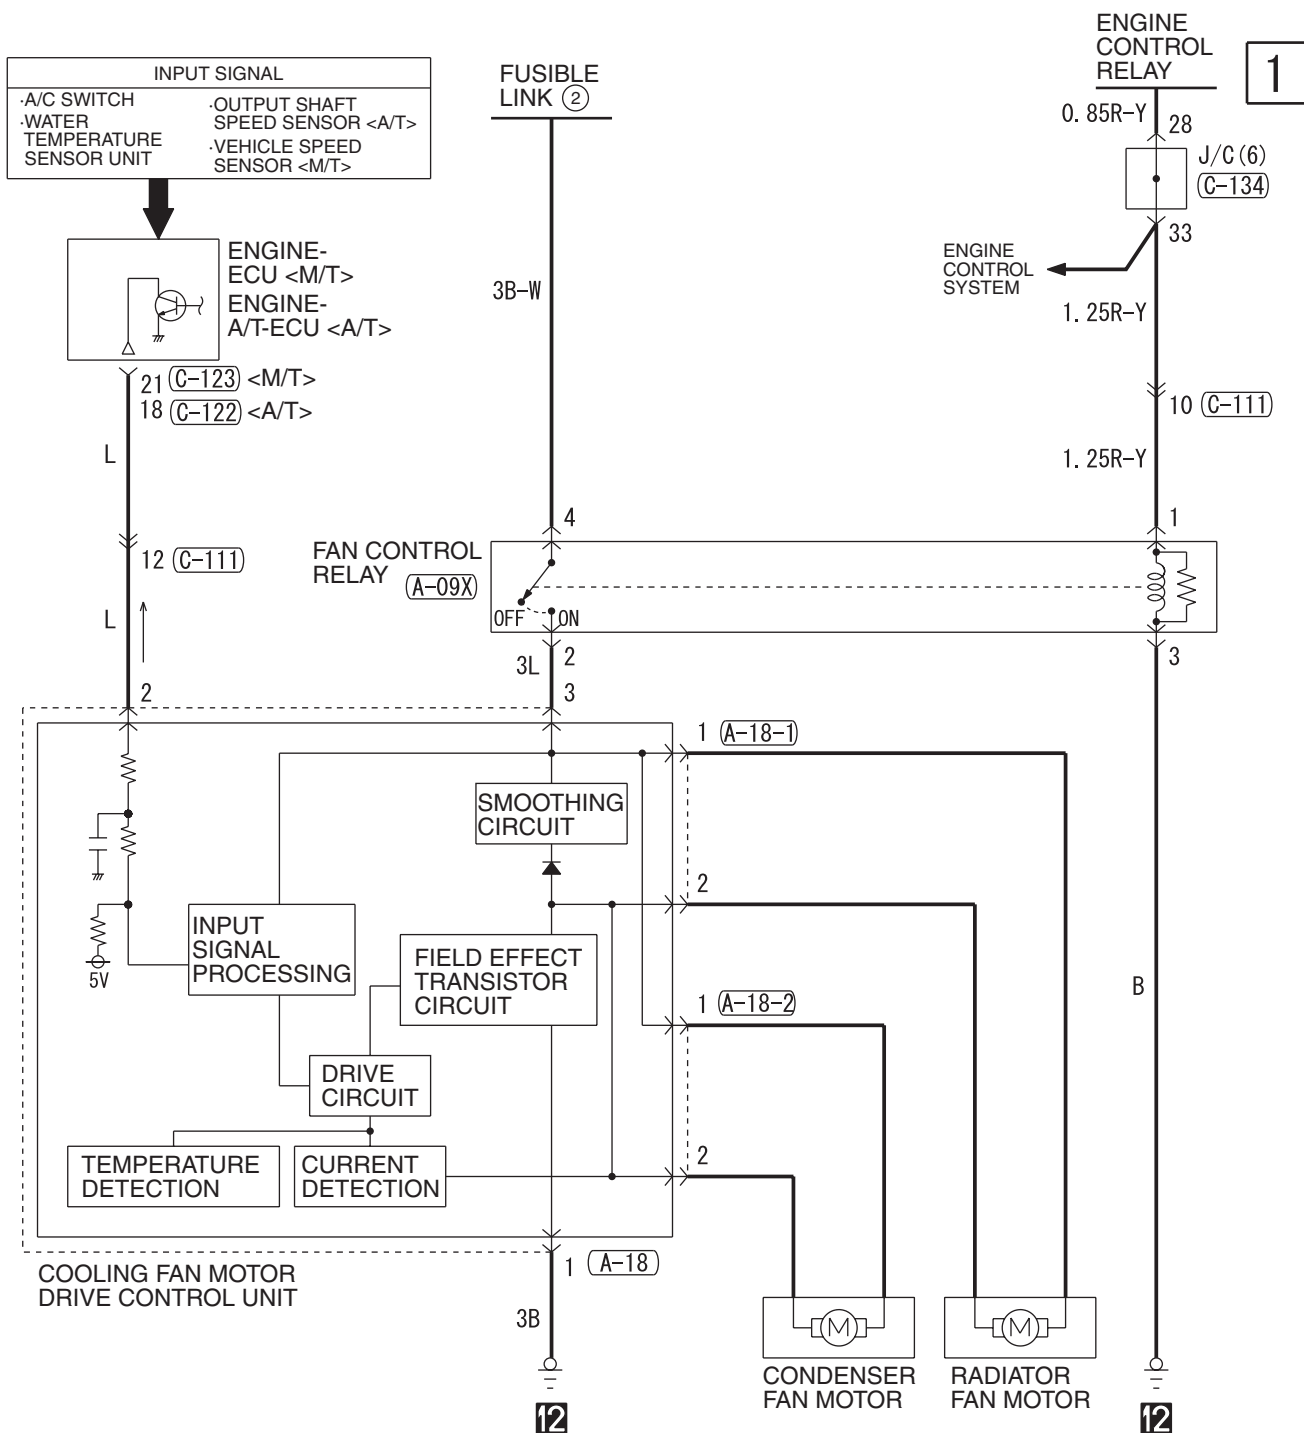 ENGINE
CONTROL
RELAY
1
INPUT SIGNAL
·A/C SWITCH
·WATER
TEMPERATURE
SENSOR UNIT
·OUTPUT SHAFT
SPEED SENSOR <A/T>
·VEHICLE SPEED
SENSOR <M/T>
FUSIBLE
LINK ②
0.85R-Y
28
J/C(6)
C-134
33
ENGINE
CONTROL
SYSTEM
ENGINE-
ECU <M/T>
ENGINE-
A/T-ECU <A/T>
3B-W
1.25R-Y
21 C-123 <M/T>
18 C-122 <A/T>
10 C-111
L
1.25R-Y
4
1
12 C-111
FAN CONTROL
RELAY A-09X
OFF
ON
L
3L
2
3
2
3
1 A-18-1
SMOOTHING
CIRCUIT
2
INPUT
SIGNAL
PROCESSING
5V
FIELD EFFECT
TRANSISTOR
CIRCUIT
B
1 A-18-2
DRIVE
CIRCUIT
TEMPERATURE
DETECTION
CURRENT
DETECTION
2
1 A-18
COOLING FAN MOTOR
DRIVE CONTROL UNIT
3B
M
M
CONDENSER
FAN MOTOR
RADIATOR
FAN MOTOR
12
12